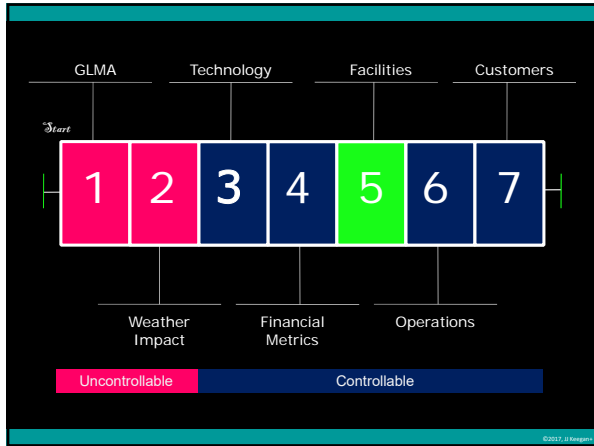 GLMA
Technology
Facilities
Customers
Start
1
2
3
4
5
6
7
Weather
Impact
Financial
Metrics
Operations
Uncontrollable
Controllable
©2017, JJ Keegan+